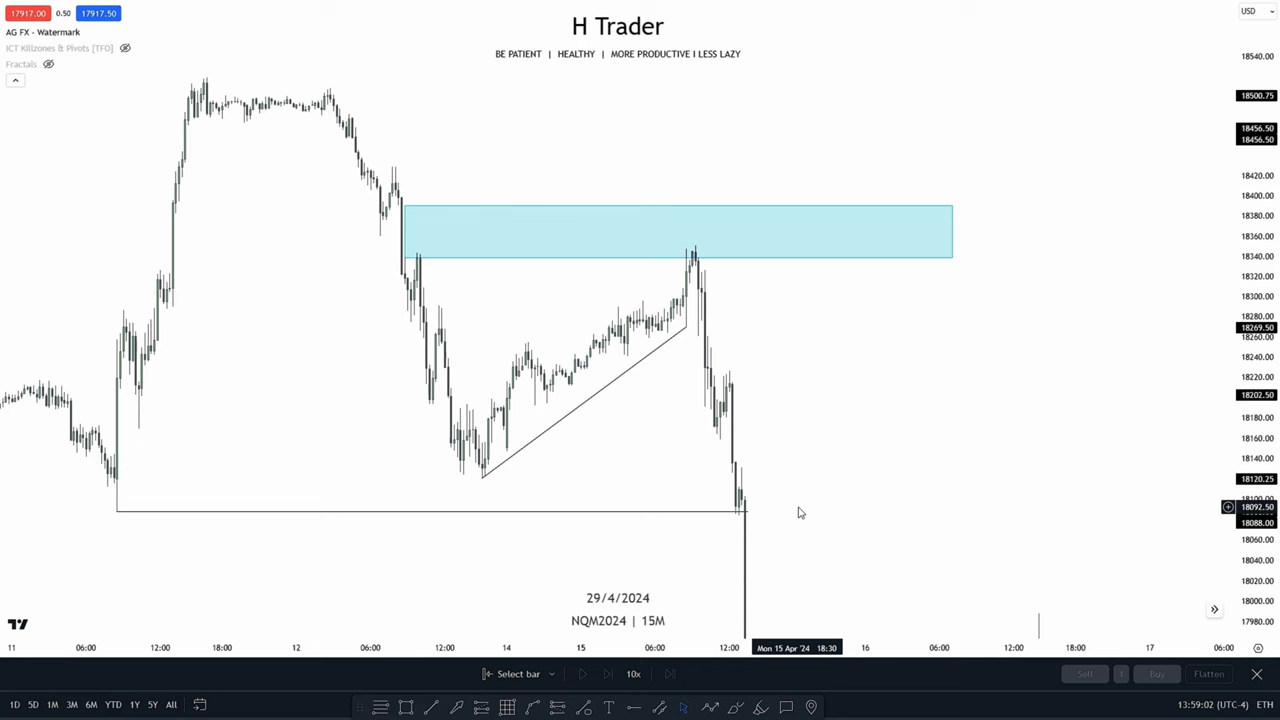 17917.00 0.50 17917.50
AG FX - Watermark
ICT Killzones & Pivots [TFO]
Fractals
H Trader
BE PATIENT | HEALTHY | MORE PRODUCTIVE I LESS LAZY
USD
18540.00
18500.75
18456.50
18456.50
18420.00
18400.00
18380.00
18360.00
18340.00
18320.00
18300.00
18280.00
18269.50
18260.00
18240.00
18220.00
18202.50
18180.00
18160.00
18140.00
18120.25
18100.00
18092.50
18088.00
18060.00
18040.00
18020.00
18000.00
17980.00
29/4/2024
NQM2024 | 15M
11 06:00 12:00 18:00 12 06:00 12:00 14 15 06:00 12:00 Mon 15 Apr '24 18:30 16 06:00 12:00 18:00 17 06:00
Select bar 10x Sell Buy Flatten
1D 5D 1M 3M 6M YTD 1Y 5Y All 13:59:02 (UTC-4) ETH